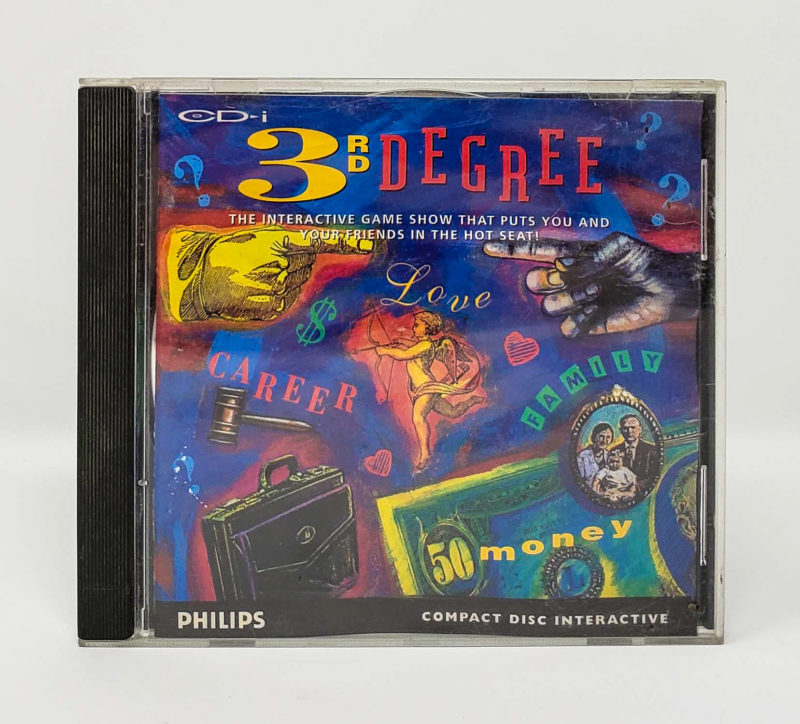 CD-i
3RD DEGREE
THE INTERACTIVE GAME SHOW THAT PUTS YOU AND
YOUR FRIENDS IN THE HOT SEAT!
Love
CAREER
FAMILY
50 money
PHILIPS
COMPACT DISC INTERACTIVE